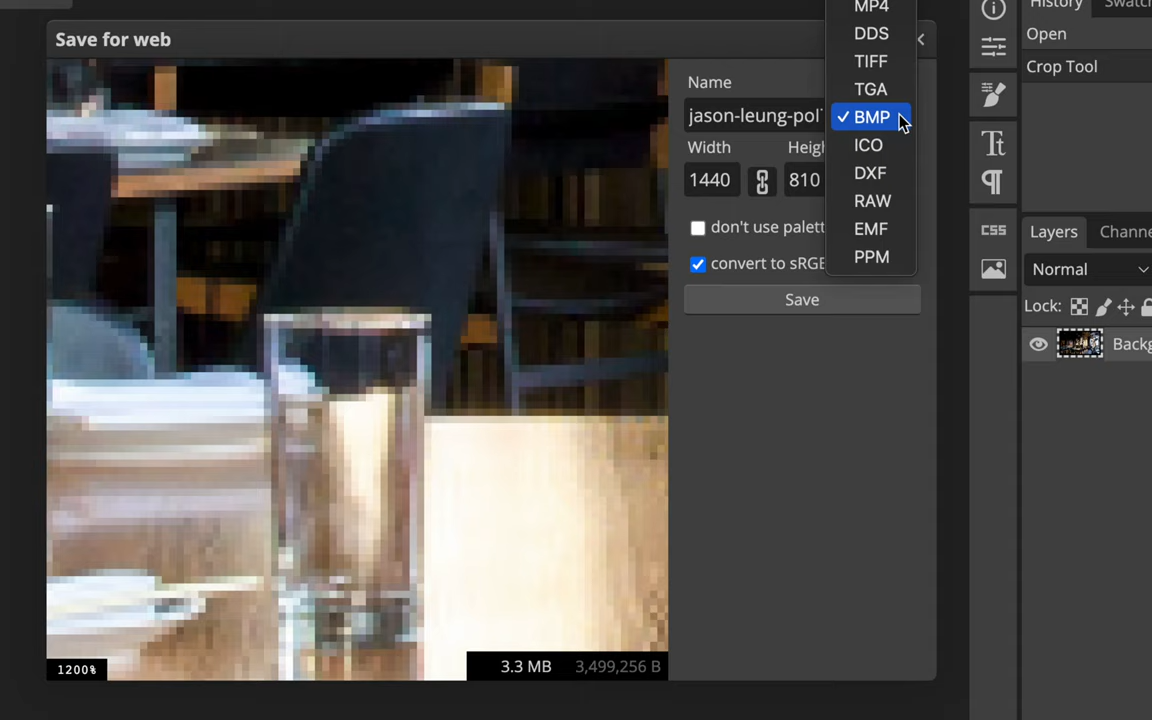 MP4
History Swatc
Save for web
DDS
Open
TIFF
Crop Tool
Name
TGA
jason-leung-pol
✓ BMP
Width Heigh
ICO
1440 810
DXF
RAW
don't use palett
EMF
CSS Layers Channe
convert to sRGB
PPM
Normal
Save
Lock:
Backg
1200%
3.3 MB 3,499,256 B